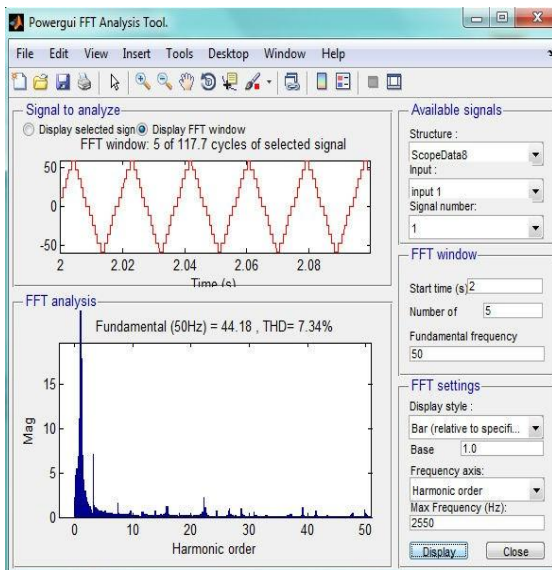 Powergui FFT Analysis Tool.
File Edit View Insert Tools Desktop Window Help
Signal to analyze
Display selected sign Display FFT window
FFT window: 5 of 117.7 cycles of selected signal
50
0
-50
2 2.02 2.04 2.06 2.08
Time (s)
FFT analysis
Fundamental (50Hz) = 44.18 , THD= 7.34%
15
10
5
0
Mag
0 10 20 30 40 50
Harmonic order
Available signals
Structure :
ScopeData8
Input :
input 1
Signal number:
1
FFT window
Start time (s) 2
Number of 5
Fundamental frequency
50
FFT settings
Display style :
Bar (relative to specifi...
Base 1.0
Frequency axis:
Harmonic order
Max Frequency (Hz):
2550
Display Close